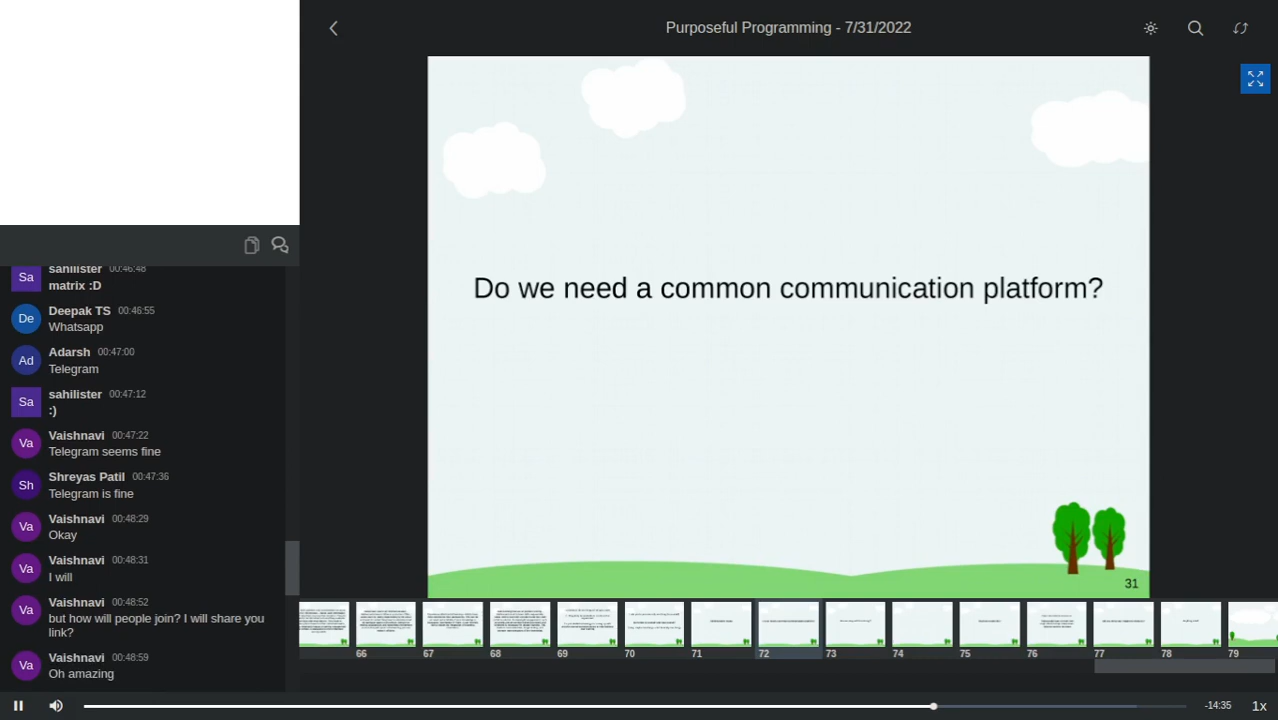 Purposeful Programming - 7/31/2022
sahilister 00:46:48
Sa
matrix :D
Deepak TS 00:46:55
De
Whatsapp
Adarsh 00:47:00
Ad
Telegram
sahilister 00:47:12
Sa
:)
Vaishnavi 00:47:22
Va
Telegram seems fine
Shreyas Patil 00:47:36
Sh
Telegram is fine
Vaishnavi 00:48:29
Va
Okay
Vaishnavi 00:48:31
Va
I will
Vaishnavi 00:48:52
Va
but how will people join? I will share you
link?
Vaishnavi 00:48:59
Va
Oh amazing
Do we need a common communication platform?
31
66 67 68 69 70 71 72 73 74 75 76 77 78 79
-14:35 1x